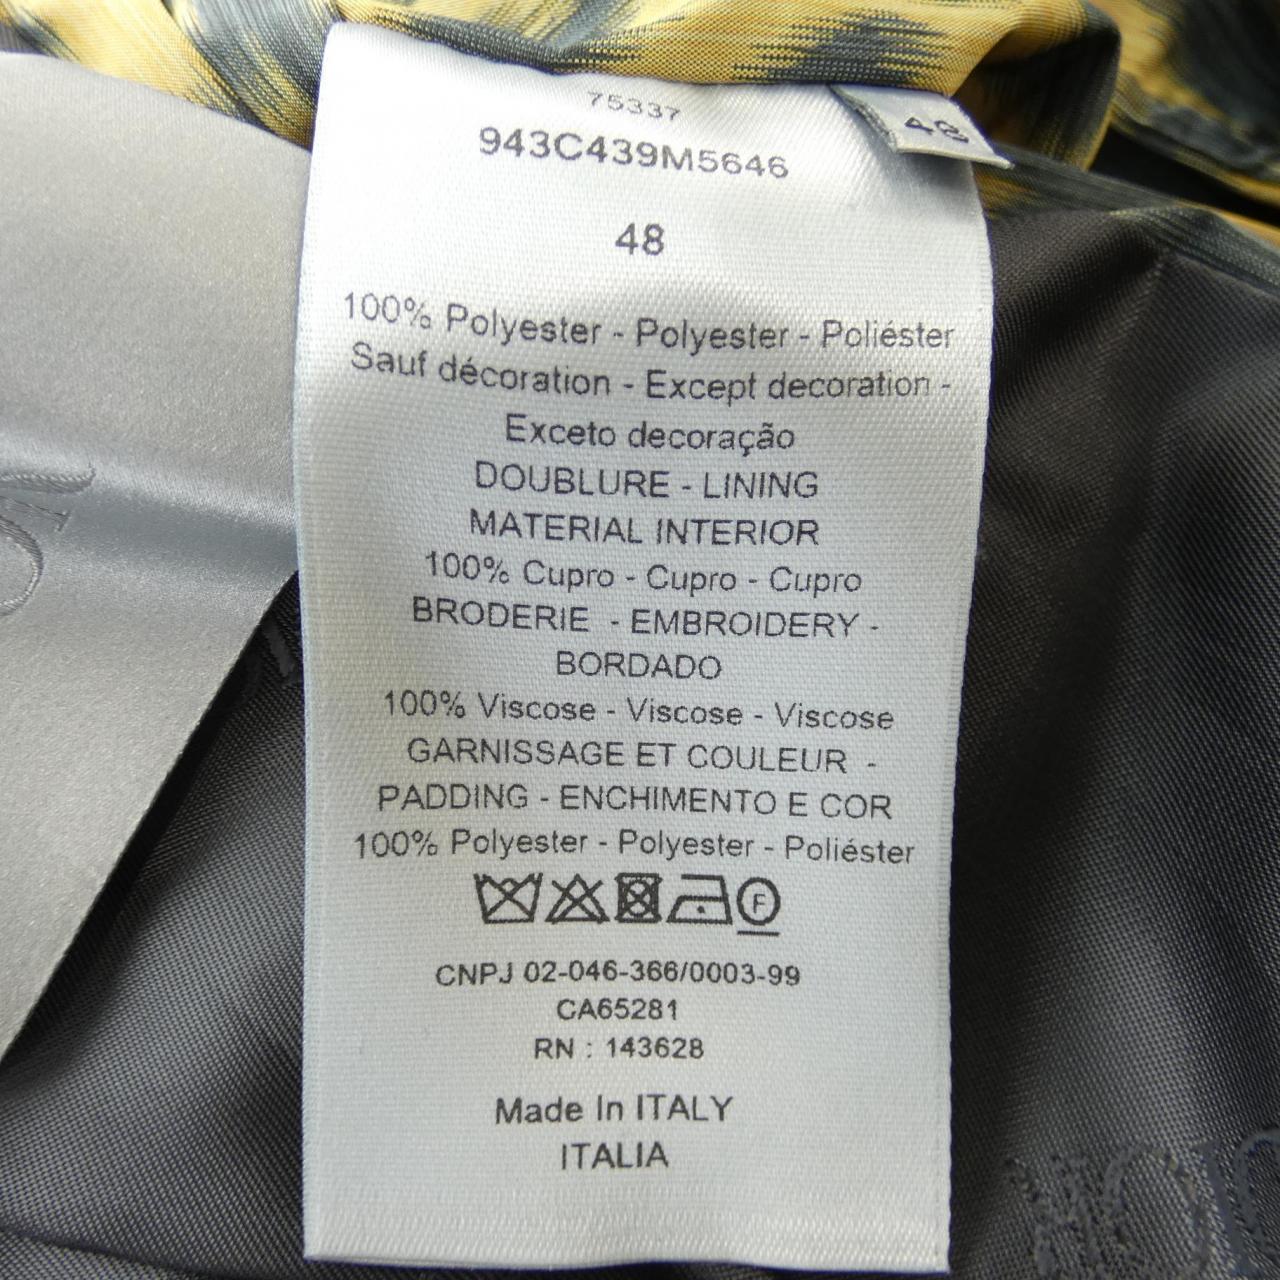 75337
943C439M5646
48
48
100% Polyester - Polyester - Poliéster
Sauf décoration - Except decoration -
Exceto decoração
DOUBLURE - LINING
MATERIAL INTERIOR
100% Cupro - Cupro - Cupro
BRODERIE - EMBROIDERY -
BORDADO
100% Viscose - Viscose - Viscose
GARNISSAGE ET COULEUR -
PADDING - ENCHIMENTO E COR
100% Polyester - Polyester - Poliéster
F
CNPJ 02-046-366/0003-99
CA65281
RN : 143628
Made In ITALY
ITALIA